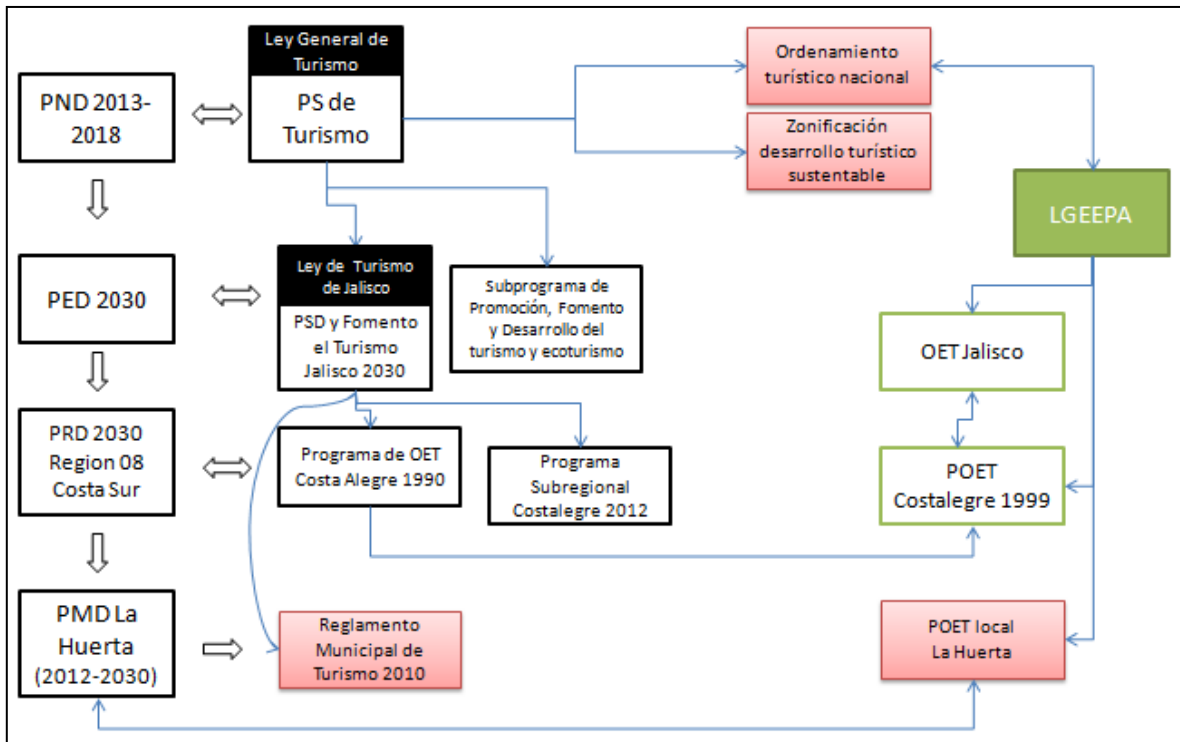 Ley General de
Turismo
PS de
Turismo
Ordenamiento
turístico nacional
PND 2013-
2018
Zonificación
desarrollo turístico
sustentable
LGEEPA
PED 2030
Ley de Turismo
de Jalisco
PSD y Fomento
el Turismo
Jalisco 2030
Subprograma de
Promoción, Fomento
y Desarrollo del
turismo y ecoturismo
OET Jalisco
PRD 2030
Region 08
Costa Sur
Programa de OET
Costa Alegre 1990
Programa
Subregional
Costalegre 2012
POET
Costalegre 1999
PMD La
Huerta
(2012-2030)
Reglamento
Municipal de
Turismo 2010
POET local
La Huerta